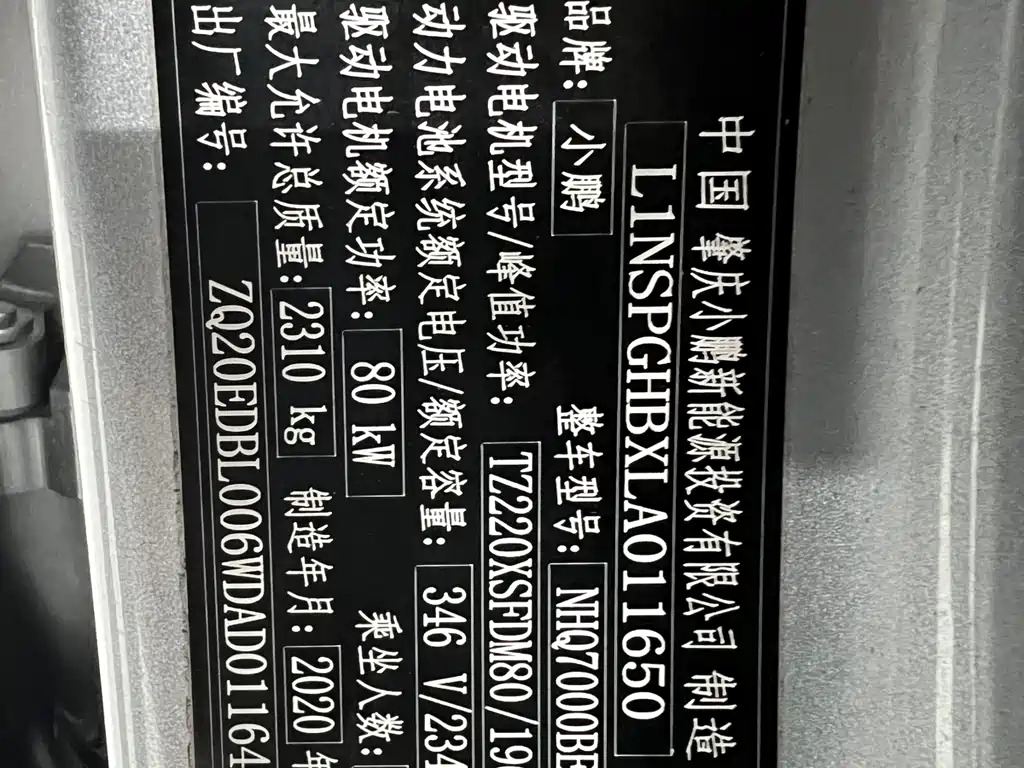 中国 肇庆小鹏新能源投资有限公司 制造
L1NSPGHBXLA011650
品牌: 小鹏 整车型号: NHQ7000BE
驱动电机型号/峰值功率: TZ220XSFDM80/19
动力电池系统额定电压/额定容量: 346 V/234
驱动电机额定功率: 80 kW 乘坐人数:
最大允许总质量: 2310 kg 制造年月: 2020 年
出厂编号: ZQ20EDBL006WDAD01164